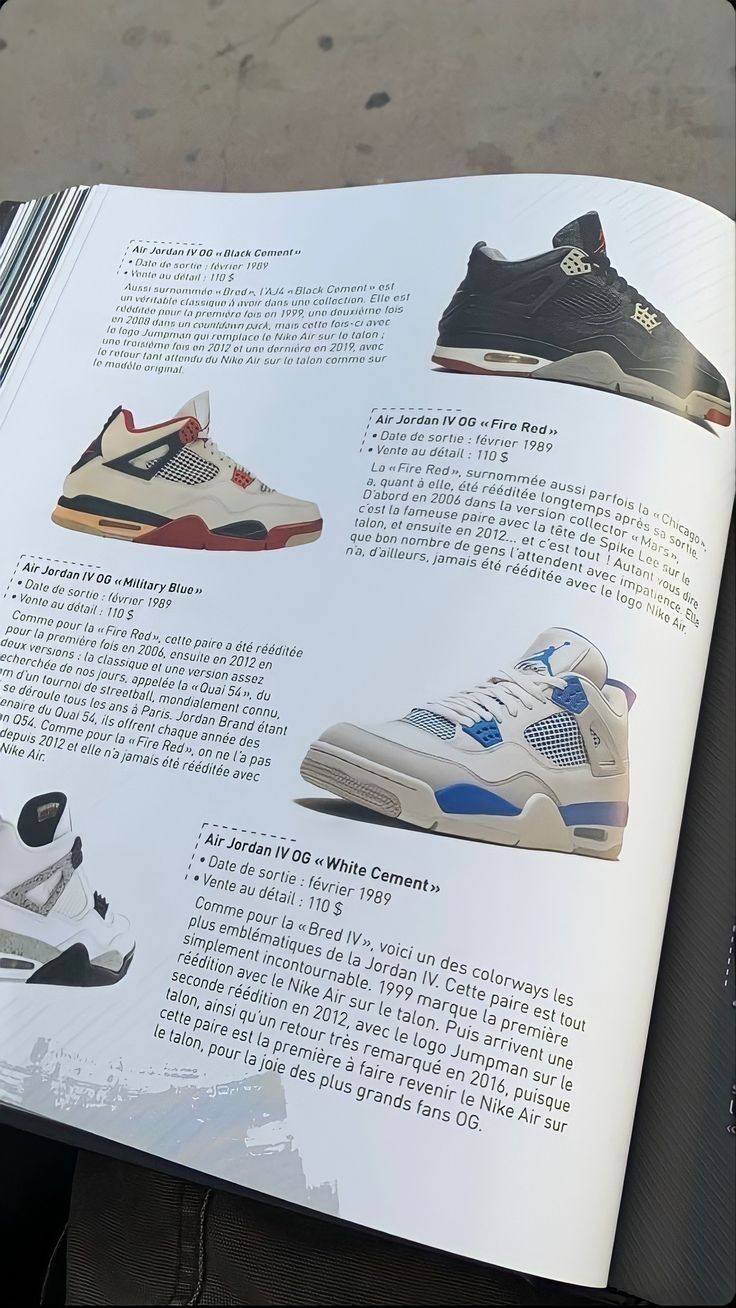 Air Jordan IV OG «Black Cement»
• Date de sortie : février 1989
• Vente au détail : 110 $
Aussi surnommée «Bred», l'AJ4 «Black Cement» est
un véritable classique à avoir dans une collection. Elle est
rééditée pour la première fois en 1999, une deuxième fois
en 2008 dans un countdown pack, mais cette fois-ci avec
le logo Jumpman qui remplace le Nike Air sur le talon ;
une troisième fois en 2012 et une dernière en 2019, avec
le retour tant attendu du Nike Air sur le talon comme sur
le modèle original.
Air Jordan IV OG «Fire Red»
• Date de sortie : février 1989
• Vente au détail : 110 $
La «Fire Red», surnommée aussi parfois la «Chicago»,
a, quant à elle, été rééditée longtemps après sa sortie.
D'abord en 2006 dans la version collector «Mars»,
c'est la fameuse paire avec la tête de Spike Lee sur le
talon, et ensuite en 2012... et c'est tout ! Autant vous dire
que bon nombre de gens l'attendent avec impatience. Elle
n'a, d'ailleurs, jamais été rééditée avec le logo Nike Air.
Air Jordan IV OG «Military Blue»
• Date de sortie : février 1989
• Vente au détail : 110 $
Comme pour la «Fire Red», cette paire a été rééditée
pour la première fois en 2006, ensuite en 2012 en
deux versions : la classique et une version assez
echerchée de nos jours, appelée la «Quai 54», du
m d'un tournoi de streetball, mondialement connu,
se déroule tous les ans à Paris. Jordan Brand étant
enaire du Quai 54, ils offrent chaque année des
an Q54. Comme pour la «Fire Red», on ne l'a pas
depuis 2012 et elle n'a jamais été rééditée avec
Nike Air.
Air Jordan IV OG «White Cement»
• Date de sortie : février 1989
• Vente au détail : 110 $
Comme pour la «Bred IV», voici un des colorways les
plus emblématiques de la Jordan IV. Cette paire est tout
simplement incontournable. 1999 marque la première
réédition avec le Nike Air sur le talon. Puis arrivent une
seconde réédition en 2012, avec le logo Jumpman sur le
talon, ainsi qu'un retour très remarqué en 2016, puisque
cette paire est la première à faire revenir le Nike Air sur
le talon, pour la joie des plus grands fans OG.